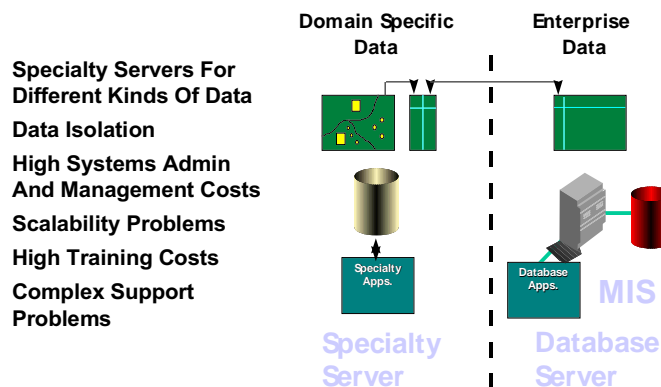 Domain Specific
Data
Enterprise
Data
Specialty Servers For
Different Kinds Of Data
Data Isolation
High Systems Admin
And Management Costs
Scalability Problems
High Training Costs
Complex Support
Problems
Specialty
Apps.
Database
Apps.
MIS
Specialty
Server
Database
Server